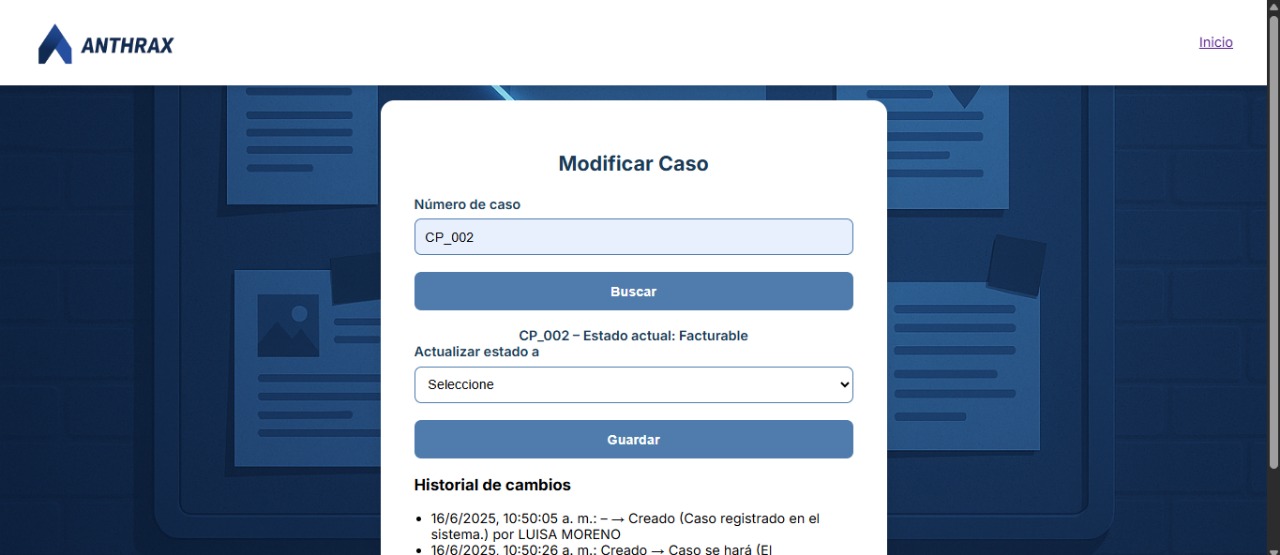 ANTHRAX
Inicio
Modificar Caso
Número de caso
CP_002
Buscar
CP_002 – Estado actual: Facturable
Actualizar estado a
Seleccione
Guardar
Historial de cambios
• 16/6/2025, 10:50:05 a. m.: – → Creado (Caso registrado en el
sistema.) por LUISA MORENO
• 16/6/2025, 10:50:26 a. m.: Creado → Caso se hará (El